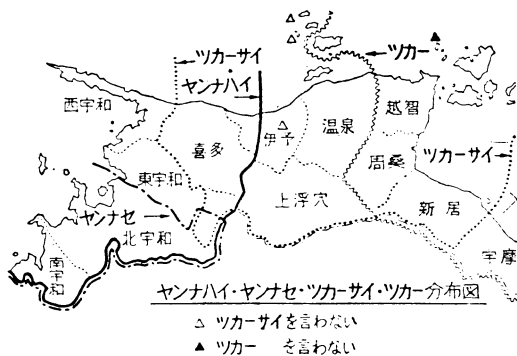 ツカーサイ
ヤンナハイ
ツカー
西宇和
喜多
伊予
温泉
越智
周桑
ツカーサイ
東宇和
ヤンナセ
上浮穴
新居
北宇和
南宇和
宇摩
ヤンナハイ・ヤンナセ・ツカーサイ・ツカー分布図
△ ツカーサイを言わない
▲ ツカー を言わない